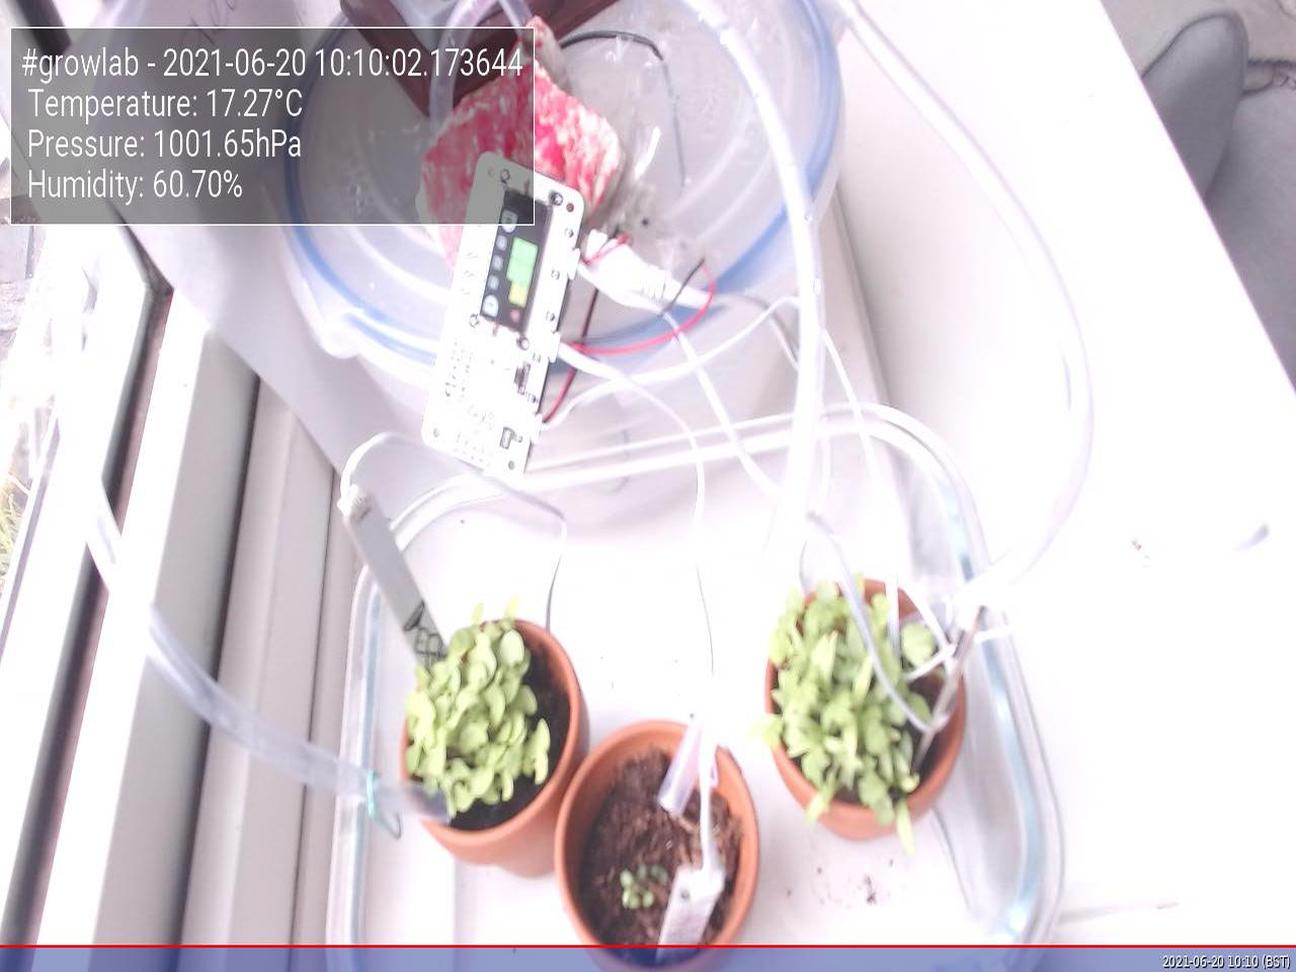 #growlab - 2021-06-20 10:10:02.173644
Temperature: 17.27°C
Pressure: 1001.65hPa
Humidity: 60.70%
2021-06-20 10:10 (BST)